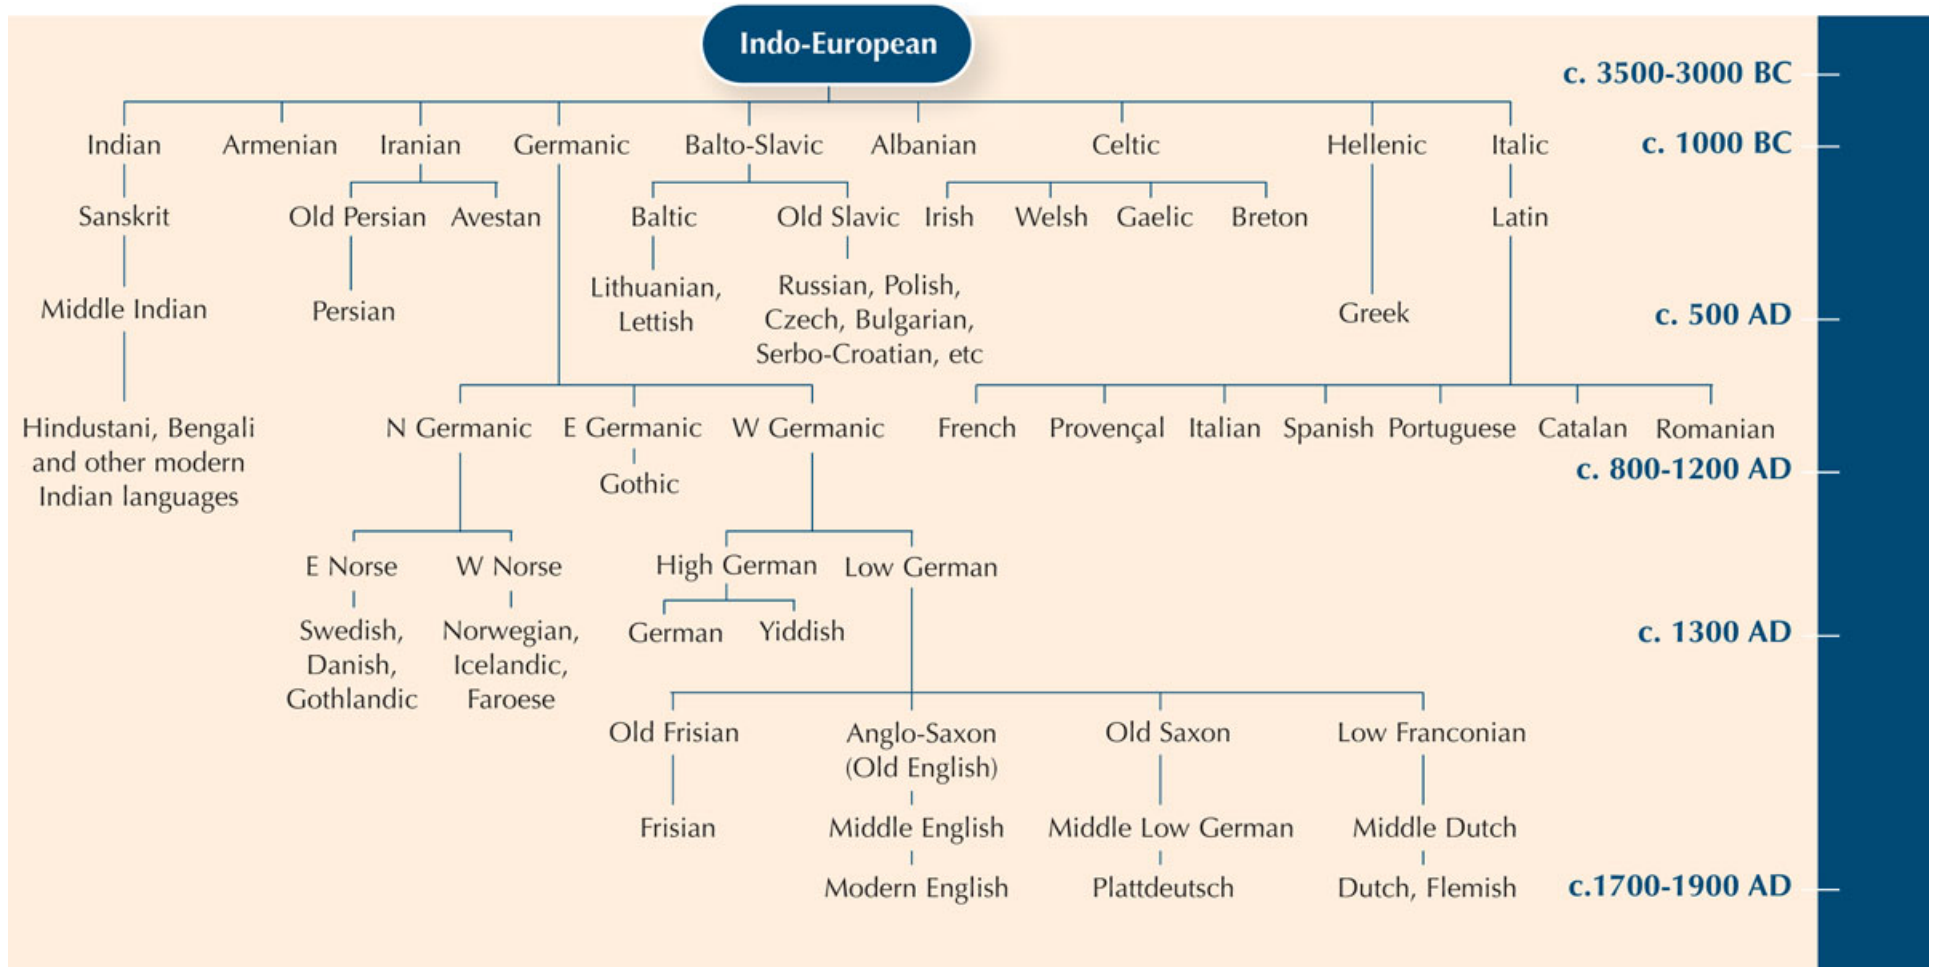 Indo-European
c. 3500-3000 BC
Indian Armenian Iranian Germanic Balto-Slavic Albanian Celtic Hellenic Italic c. 1000 BC
Sanskrit Old Persian Avestan Baltic Old Slavic Irish Welsh Gaelic Breton Latin
Middle Indian Persian Lithuanian,
Lettish
Russian, Polish,
Czech, Bulgarian,
Serbo-Croatian, etc
Greek c. 500 AD
Hindustani, Bengali
and other modern
Indian languages
N Germanic E Germanic W Germanic French Provençal Italian Spanish Portuguese Catalan Romanian
c. 800-1200 AD
Gothic
E Norse W Norse High German Low German
Swedish,
Danish,
Gothlandic
Norwegian,
Icelandic,
Faroese
German Yiddish c. 1300 AD
Old Frisian Anglo-Saxon
(Old English)
Old Saxon Low Franconian
Frisian Middle English Middle Low German Middle Dutch
Modern English Plattdeutsch Dutch, Flemish c.1700-1900 AD